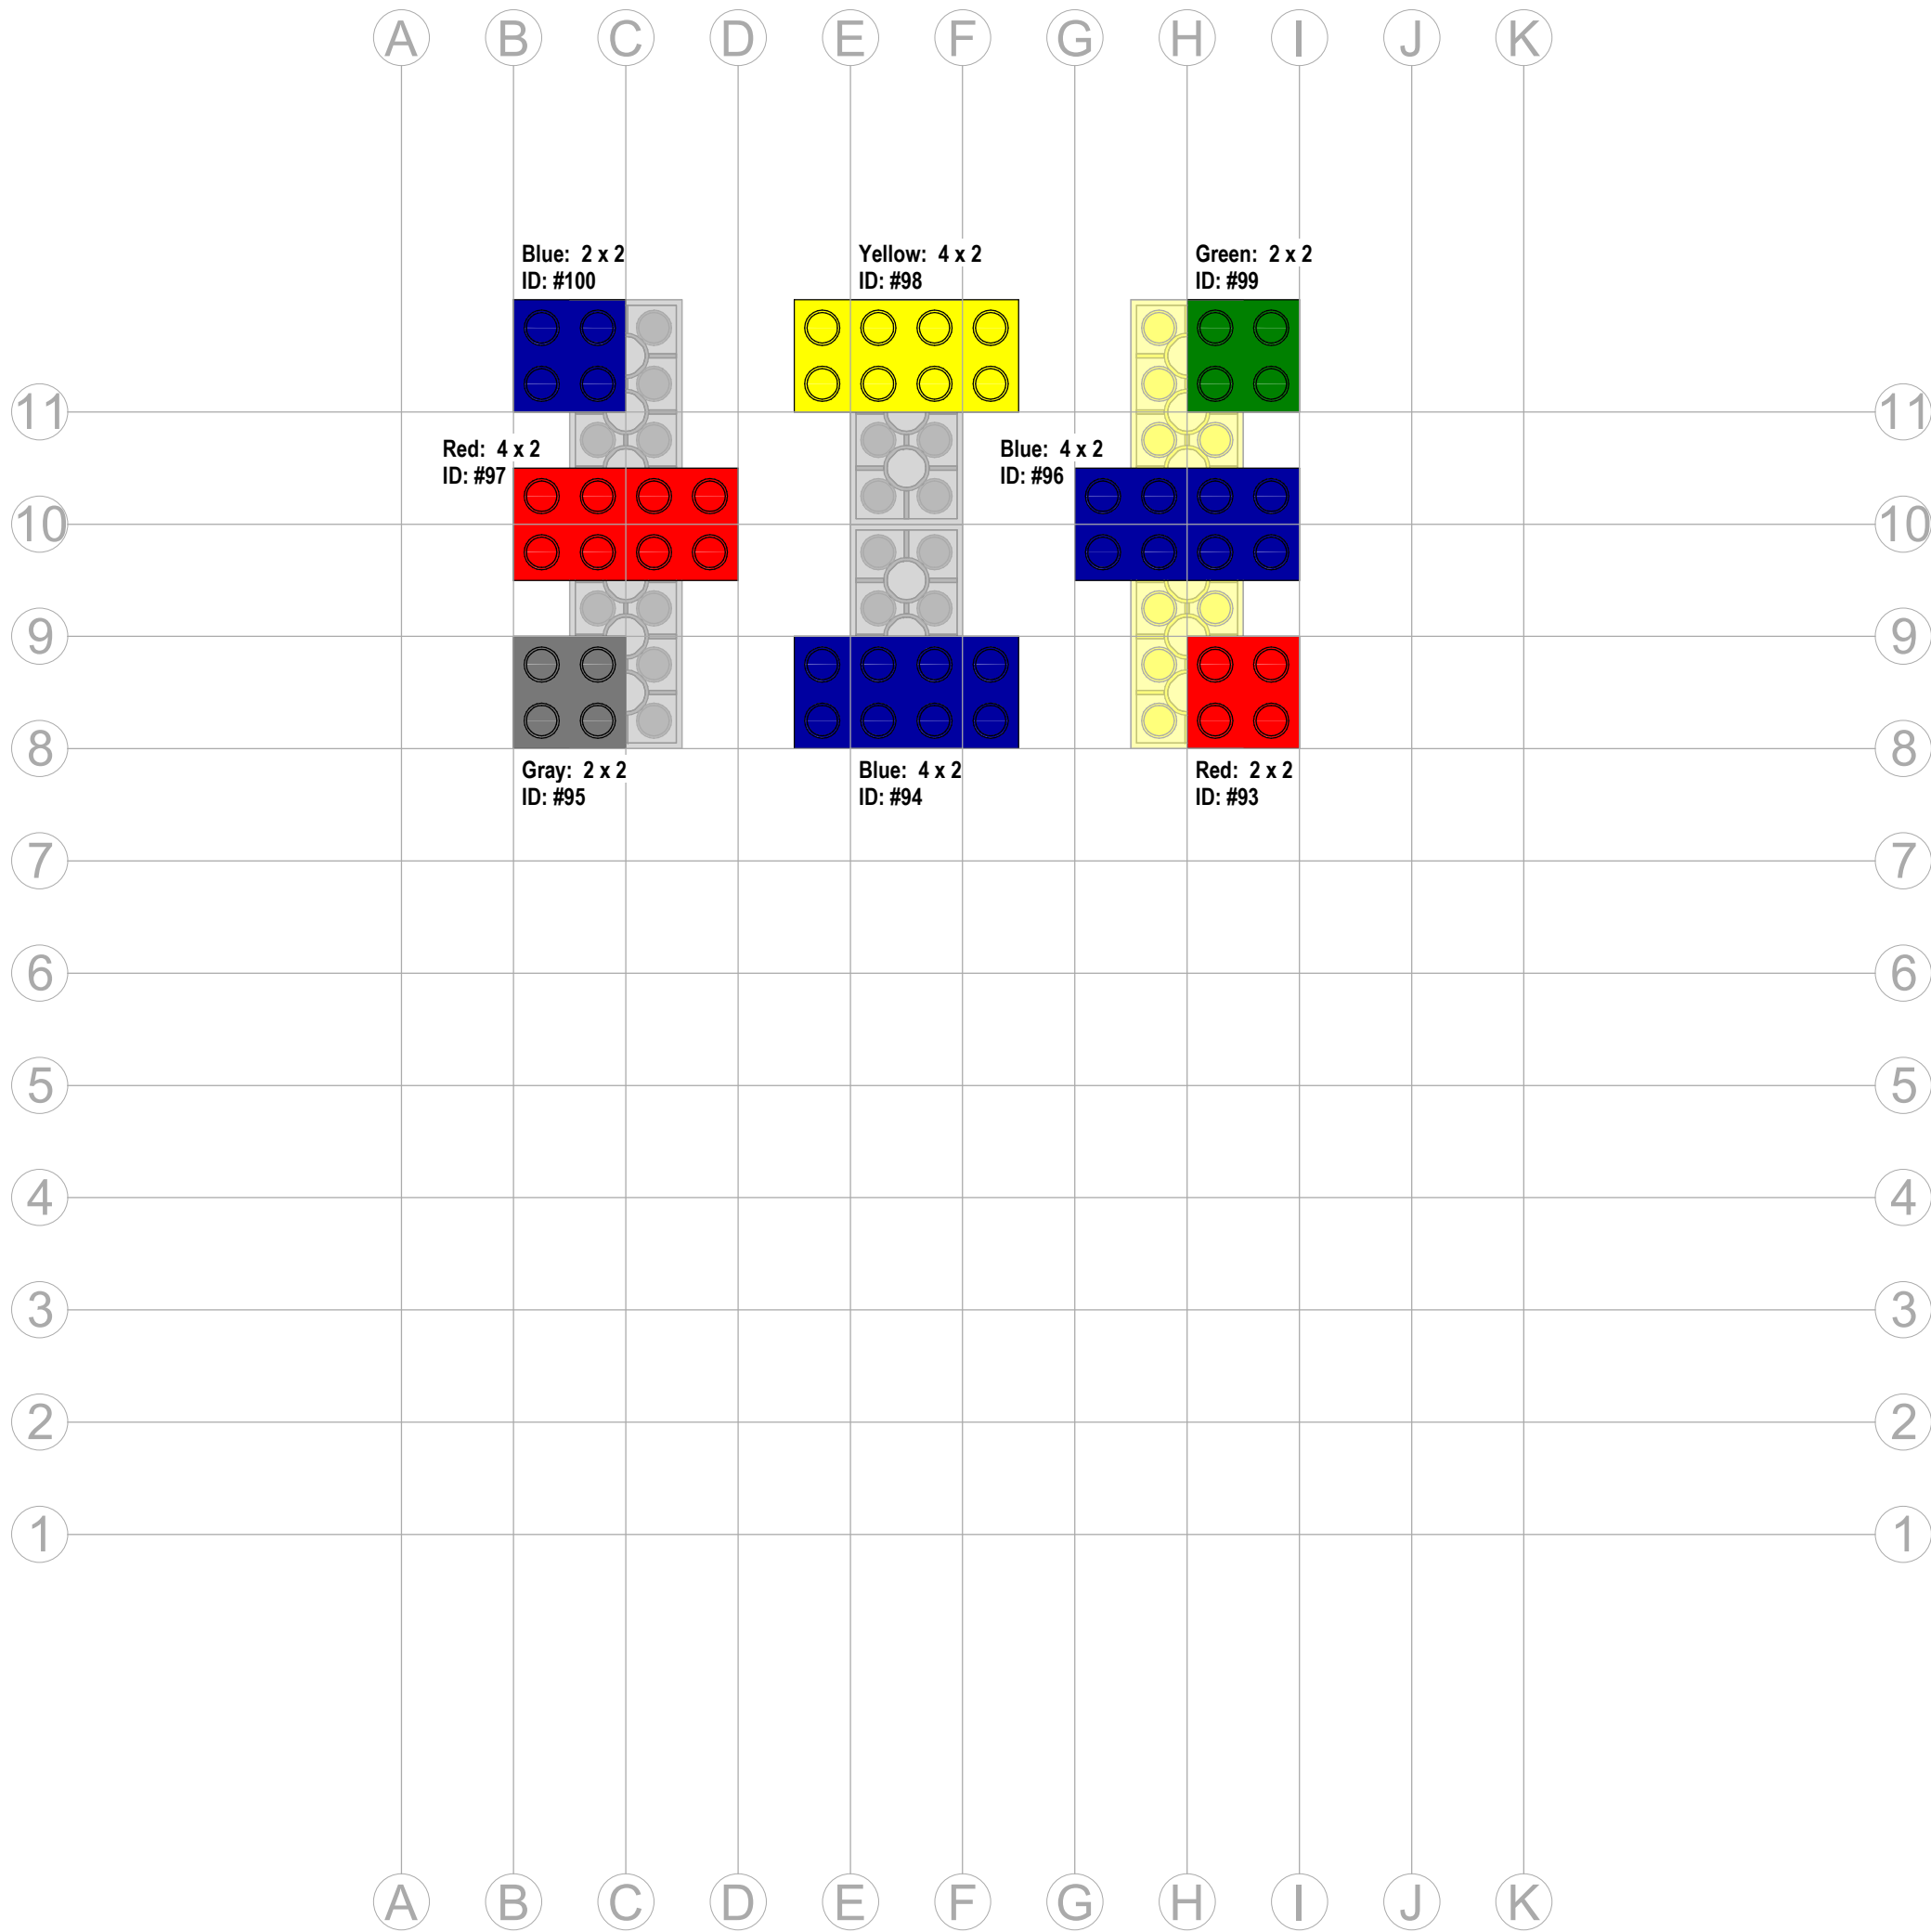 A B C D E F G H I J K
Blue: 2 x 2
ID: #100
Yellow: 4 x 2
ID: #98
Green: 2 x 2
ID: #99
11 11
Red: 4 x 2
ID: #97
Blue: 4 x 2
ID: #96
10 10
9 9
8 8
Gray: 2 x 2
ID: #95
Blue: 4 x 2
ID: #94
Red: 2 x 2
ID: #93
7 7
6 6
5 5
4 4
3 3
2 2
1 1
A B C D E F G H I J K